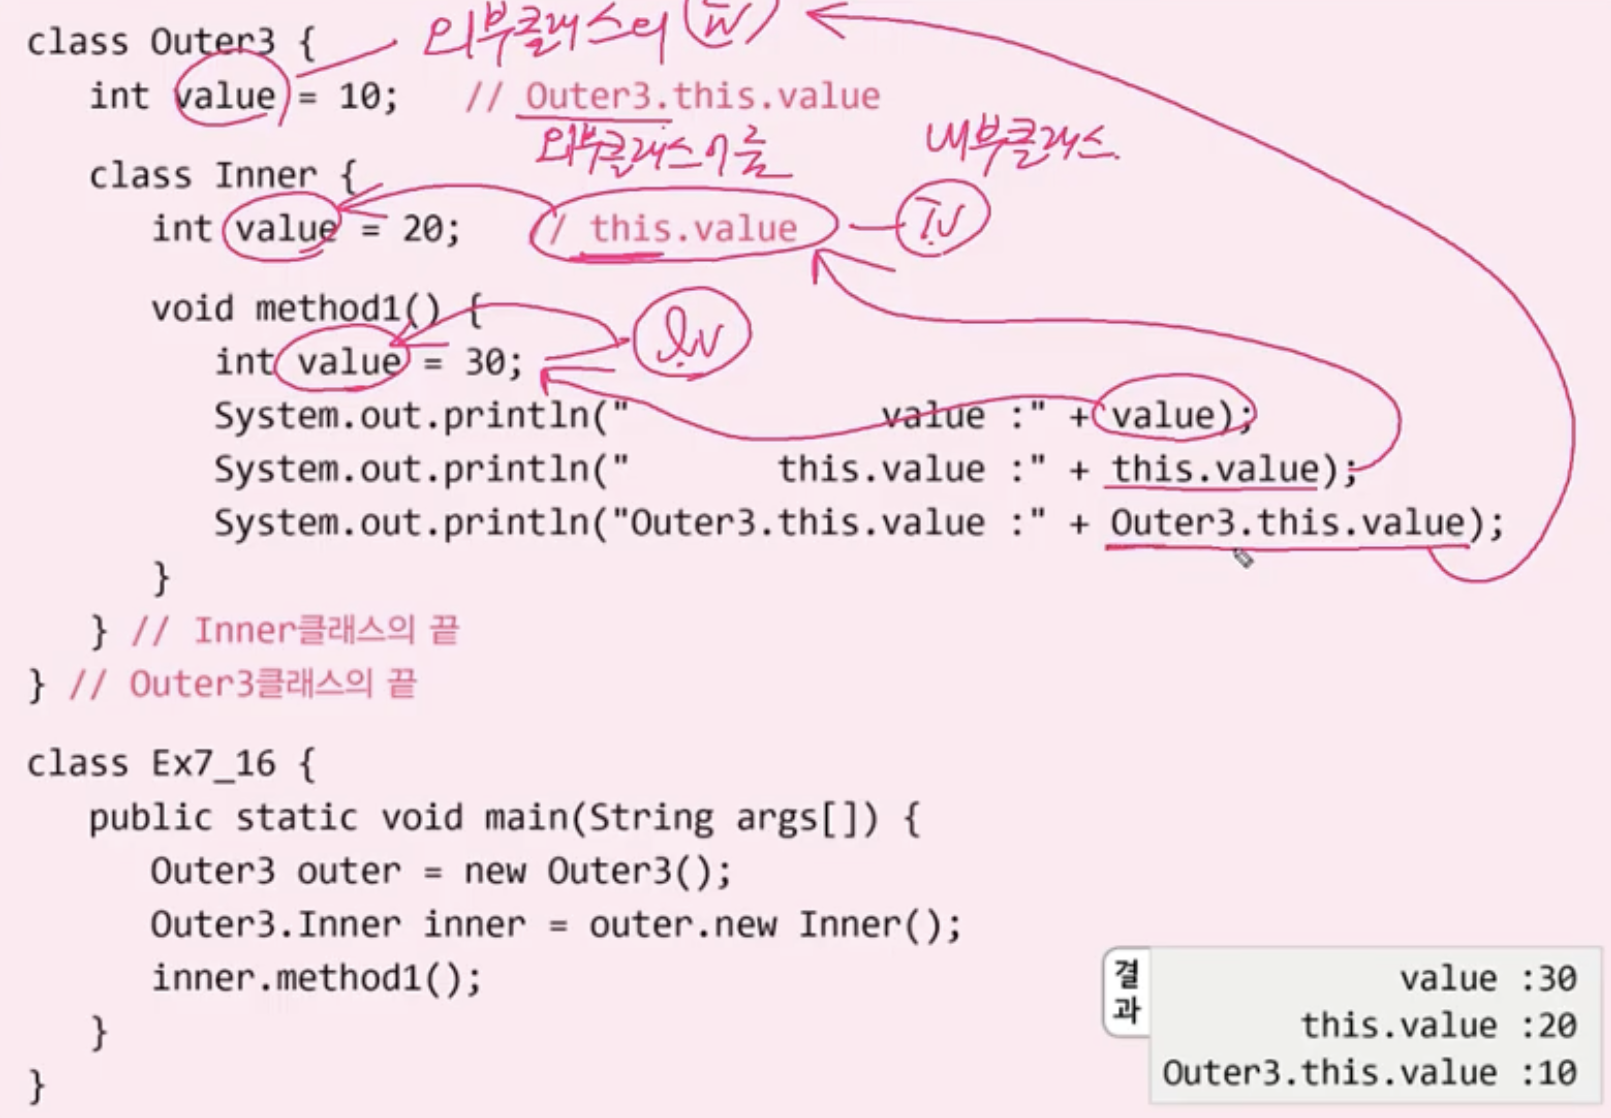 class Outer3 { 외부클래스의 iv
int value = 10; // Outer3.this.value
외부클래스이름 내부클래스.
class Inner {
int value = 20; // this.value iv
void method1() {
int value = 30; lv
System.out.println("            value :" + value);
System.out.println("       this.value :" + this.value);
System.out.println("Outer3.this.value :" + Outer3.this.value);
}
} // Inner클래스의 끝
} // Outer3클래스의 끝
class Ex7_16 {
public static void main(String args[]) {
Outer3 outer = new Outer3();
Outer3.Inner inner = outer.new Inner();
inner.method1();
}
}
결과
value :30
this.value :20
Outer3.this.value :10